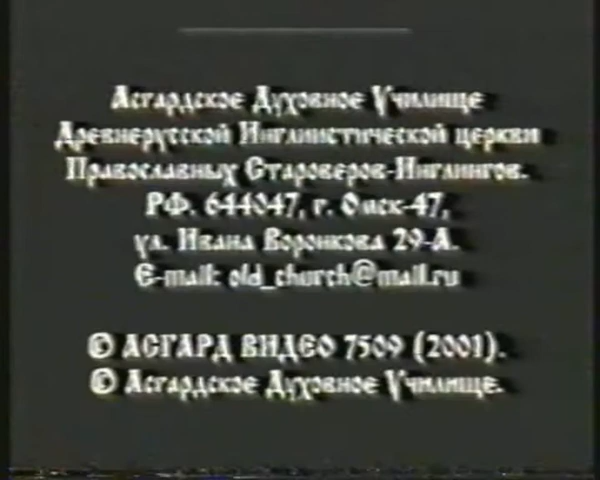 Асгардское Духовное Училище
Древнерусской Инглиистической церкви
Православных Староверов-Инглингов.
РФ. 644047, г. Омск-47,
ул. Ивана Воронкова 29-А.
E-mail: old_church@mail.ru
© АСГАРД ВИДЕО 7509 (2001).
© Асгардское Духовное Училище.